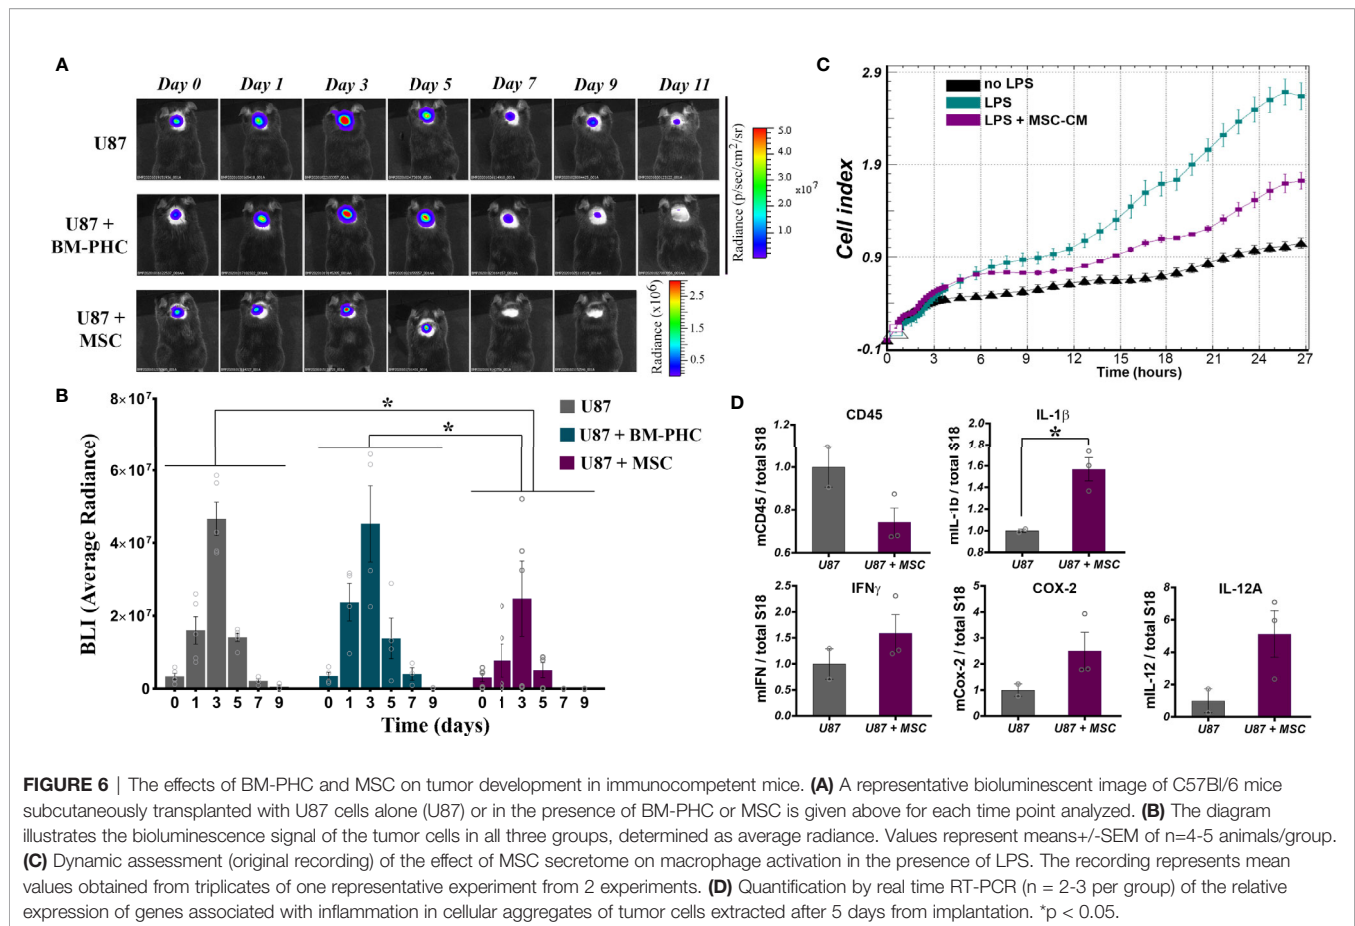 A
Day 0 Day 1 Day 3 Day 5 Day 7 Day 9 Day 11
U87
U87 +
BM-PHC
U87 +
MSC
Radiance (p/sec/cm2/sr)
5.0
4.0
3.0
x10⁷
2.0
1.0
Radiance (x10⁶)
2.5
1.5
0.5
B
BLI (Average Radiance)
8×10⁷
6×10⁷
4×10⁷
2×10⁷
0
*
*
U87
U87 + BM-PHC
U87 + MSC
0 1 3 5 7 9 0 1 3 5 7 9 0 1 3 5 7 9
Time (days)
C
Cell index
2.9
1.9
0.9
-0.1
no LPS
LPS
LPS + MSC-CM
0 3 6 9 12 15 18 21 24 27
Time (hours)
D
CD45
mCD45 / total S18
1.2
1.0
0.8
0.6
U87 U87 + MSC
IL-1β
mIL-1b / total S18
1.8
1.6
1.4
1.2
1.0
0.8
*
U87 U87 + MSC
IFNγ
mIFN / total S18
2.5
2.0
1.5
1.0
0.5
0.0
U87 U87 + MSC
COX-2
mCox-2 / total S18
5
4
3
2
1
0
U87 U87 + MSC
IL-12A
mIL-12 / total S18
8
6
4
2
0
U87 U87 + MSC
FIGURE 6 | The effects of BM-PHC and MSC on tumor development in immunocompetent mice. (A) A representative bioluminescent image of C57Bl/6 mice
subcutaneously transplanted with U87 cells alone (U87) or in the presence of BM-PHC or MSC is given above for each time point analyzed. (B) The diagram
illustrates the bioluminescence signal of the tumor cells in all three groups, determined as average radiance. Values represent means+/-SEM of n=4-5 animals/group.
(C) Dynamic assessment (original recording) of the effect of MSC secretome on macrophage activation in the presence of LPS. The recording represents mean
values obtained from triplicates of one representative experiment from 2 experiments. (D) Quantification by real time RT-PCR (n = 2-3 per group) of the relative
expression of genes associated with inflammation in cellular aggregates of tumor cells extracted after 5 days from implantation. *p < 0.05.